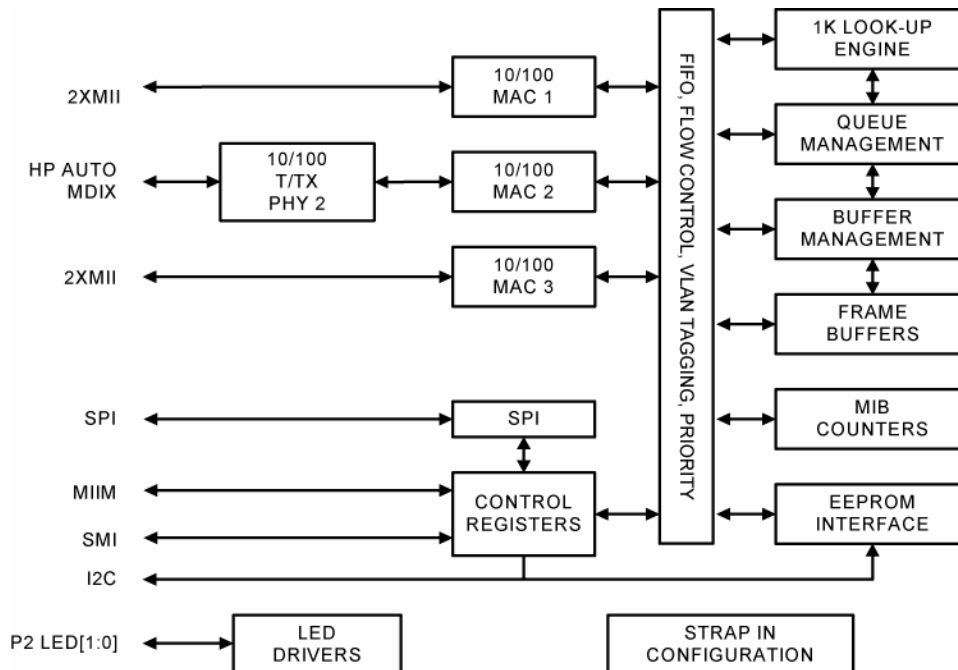 1K LOOK-UP
ENGINE
2XMII
10/100
MAC 1
QUEUE
MANAGEMENT
HP AUTO
MDIX
10/100
T/TX
PHY 2
10/100
MAC 2
BUFFER
MANAGEMENT
2XMII
10/100
MAC 3
FRAME
BUFFERS
FIFO, FLOW CONTROL, VLAN TAGGING, PRIORITY
SPI
SPI
MIB
COUNTERS
MIIM
CONTROL
REGISTERS
EEPROM
INTERFACE
SMI
I2C
P2 LED[1:0]
LED
DRIVERS
STRAP IN
CONFIGURATION